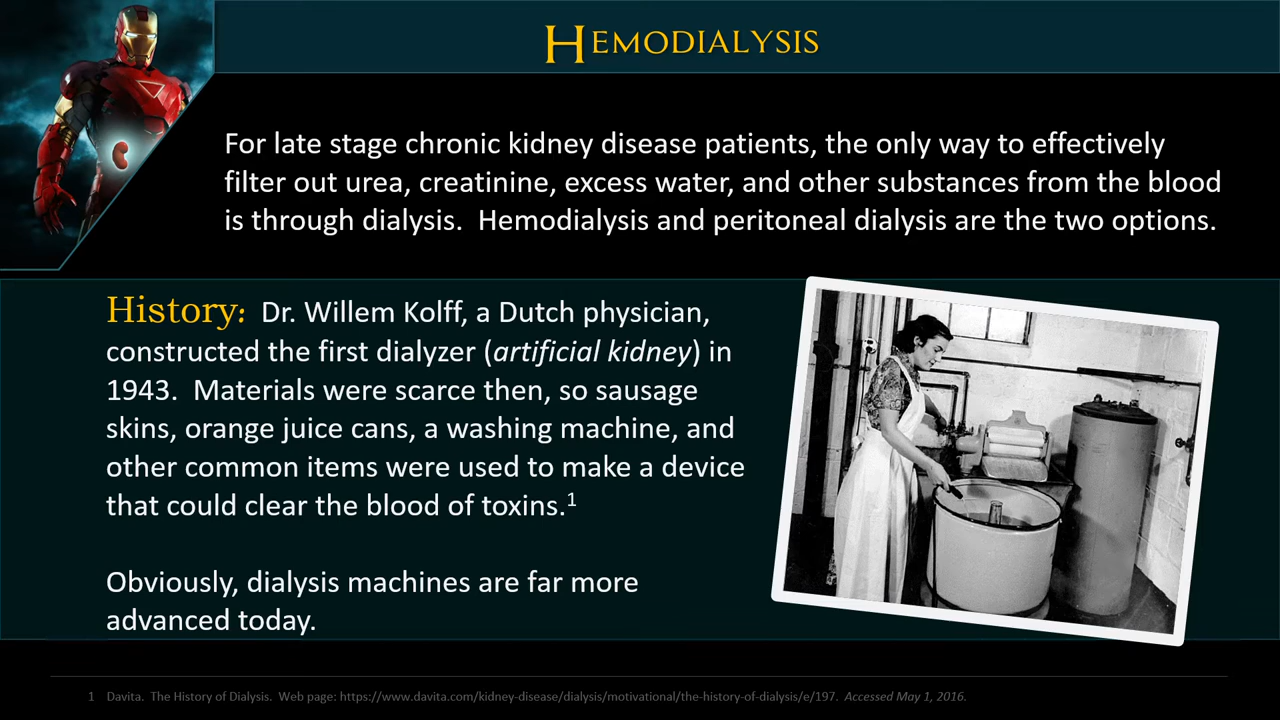 HEMODIALYSIS
For late stage chronic kidney disease patients, the only way to effectively
filter out urea, creatinine, excess water, and other substances from the blood
is through dialysis.  Hemodialysis and peritoneal dialysis are the two options.
History:  Dr. Willem Kolff, a Dutch physician,
constructed the first dialyzer (artificial kidney) in
1943.  Materials were scarce then, so sausage
skins, orange juice cans, a washing machine, and
other common items were used to make a device
that could clear the blood of toxins.1
Obviously, dialysis machines are far more
advanced today.
1 Davita.  The History of Dialysis.  Web page: https://www.davita.com/kidney-disease/dialysis/motivational/the-history-of-dialysis/e/197.  Accessed May 1, 2016.